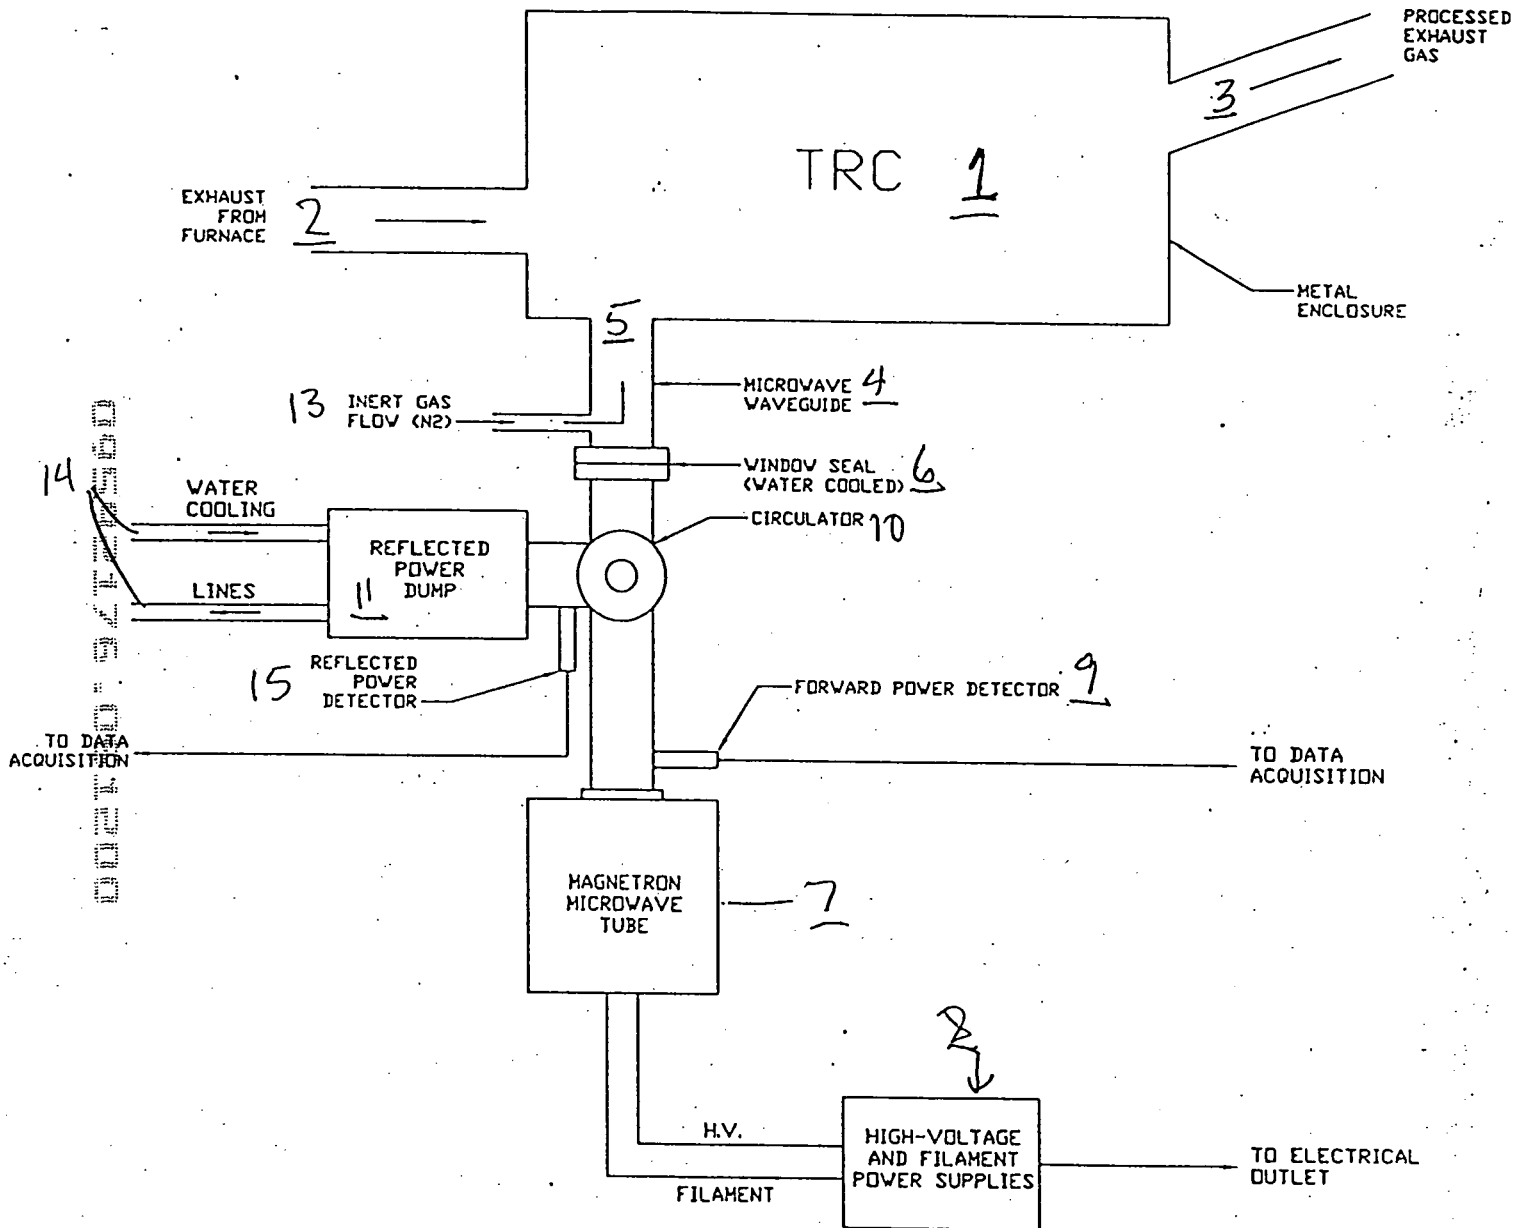 PROCESSED
EXHAUST
GAS
3
TRC 1
EXHAUST
FROM
FURNACE
2
METAL
ENCLOSURE
5
MICROWAVE 4
WAVEGUIDE
13 INERT GAS
FLOW (N2)
WINDOW SEAL
(WATER COOLED) 6
14
WATER
COOLING
CIRCULATOR 10
REFLECTED
POWER
DUMP
11
LINES
15 REFLECTED
POWER
DETECTOR
FORWARD POWER DETECTOR 9
TO DATA
ACQUISITION
TO DATA
ACQUISITION
MAGNETRON
MICROWAVE
TUBE
7
8
H.V.
HIGH-VOLTAGE
AND FILAMENT
POWER SUPPLIES
FILAMENT
TO ELECTRICAL
OUTLET